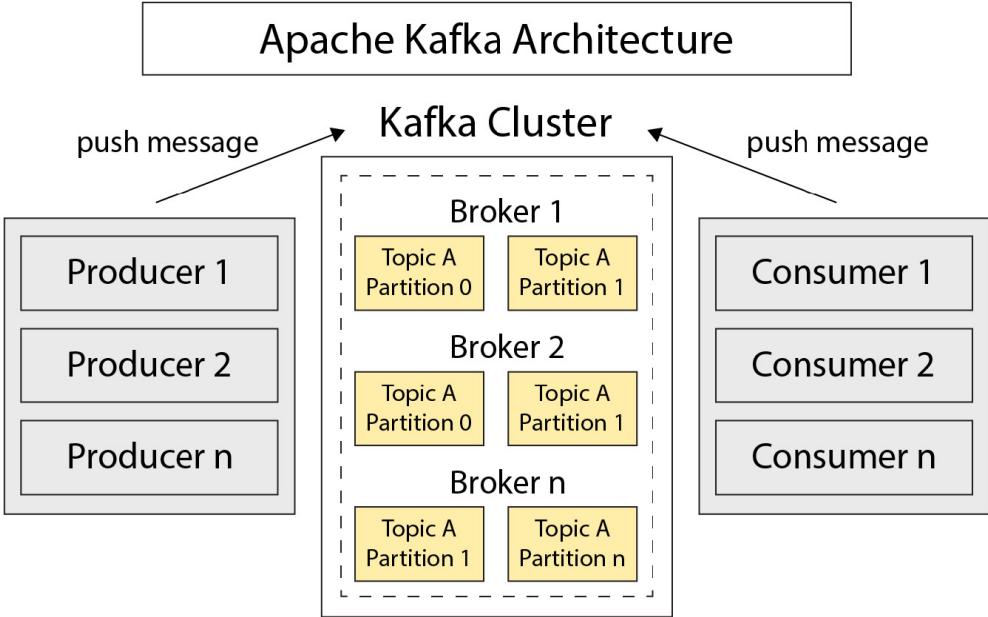 Apache Kafka Architecture
Kafka Cluster
push message
push message
Producer 1
Producer 2
Producer n
Broker 1
Topic A
Partition 0
Topic A
Partition 1
Broker 2
Topic A
Partition 0
Topic A
Partition 1
Broker n
Topic A
Partition 1
Topic A
Partition n
Consumer 1
Consumer 2
Consumer n